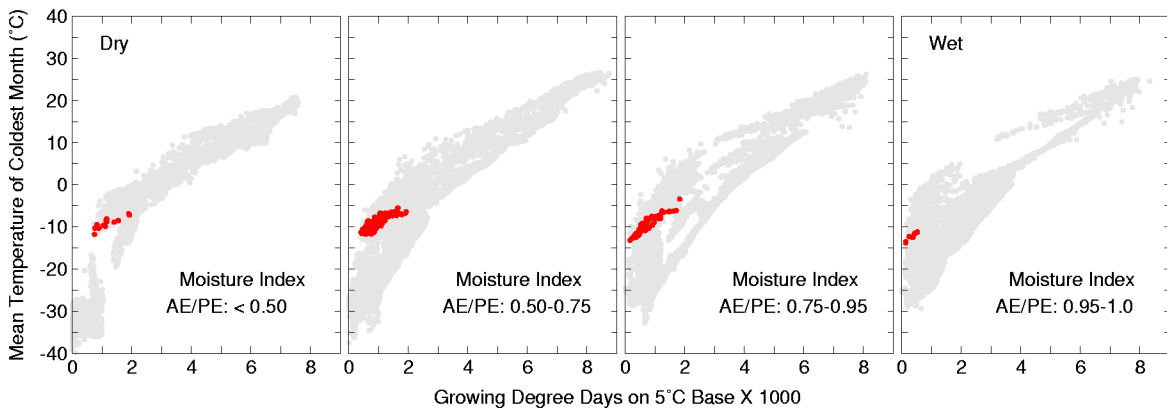 Mean Temperature of Coldest Month (°C)
40
30
20
10
0
-10
-20
-30
-40
Dry
Moisture Index
AE/PE: < 0.50
Moisture Index
AE/PE: 0.50-0.75
Moisture Index
AE/PE: 0.75-0.95
Wet
Moisture Index
AE/PE: 0.95-1.0
0 2 4 6 8 0 2 4 6 8 0 2 4 6 8 0 2 4 6 8
Growing Degree Days on 5°C Base X 1000